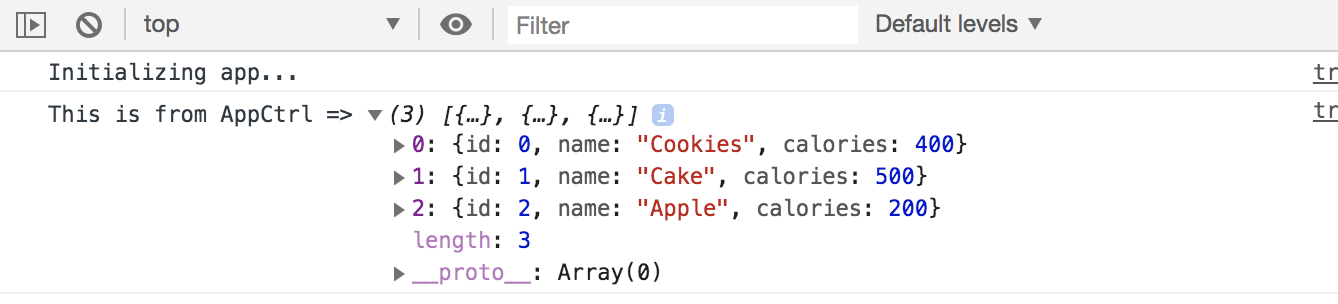 top Filter Default levels
Initializing app... tr
This is from AppCtrl => (3) [{…}, {…}, {…}] i
0: {id: 0, name: "Cookies", calories: 400}
1: {id: 1, name: "Cake", calories: 500}
2: {id: 2, name: "Apple", calories: 200}
length: 3
__proto__: Array(0)